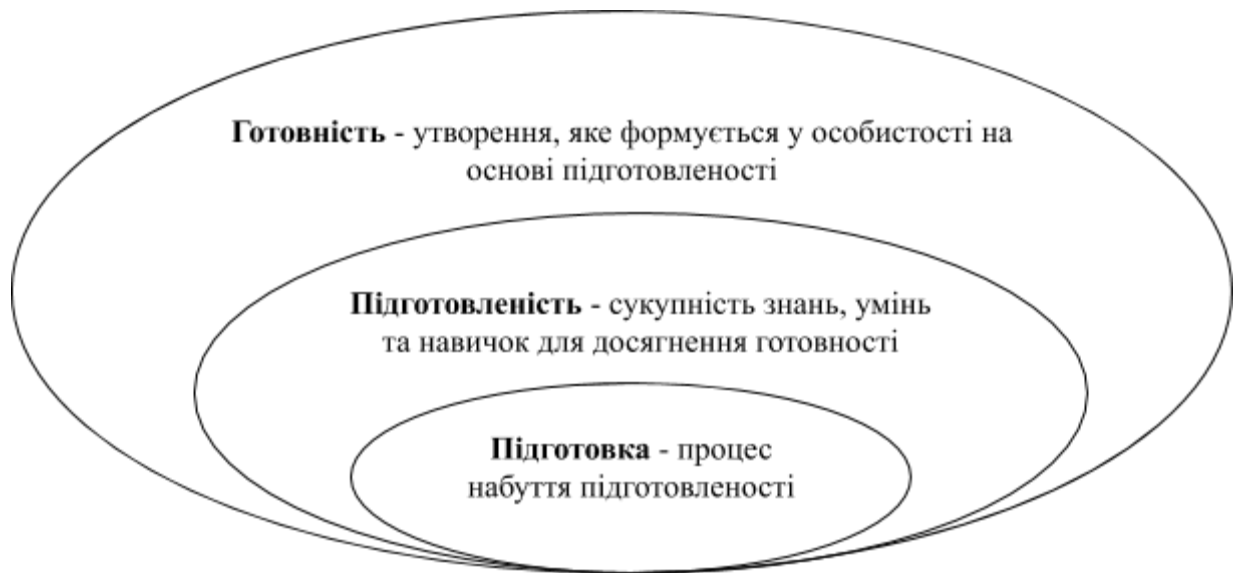 Готовність - утворення, яке формується у особистості на
основі підготовленості
Підготовленість - сукупність знань, умінь
та навичок для досягнення готовності
Підготовка - процес
набуття підготовленості